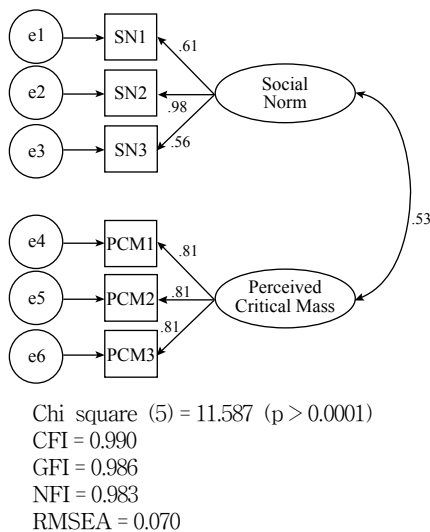 e1
SN1
.61
e2
SN2
.98
Social
Norm
e3
SN3
.56
.53
e4
PCM1
.81
e5
PCM2
.81
Perceived
Critical Mass
e6
PCM3
.81
Chi square (5) = 11.587 (p > 0.0001)
CFI = 0.990
GFI = 0.986
NFI = 0.983
RMSEA = 0.070